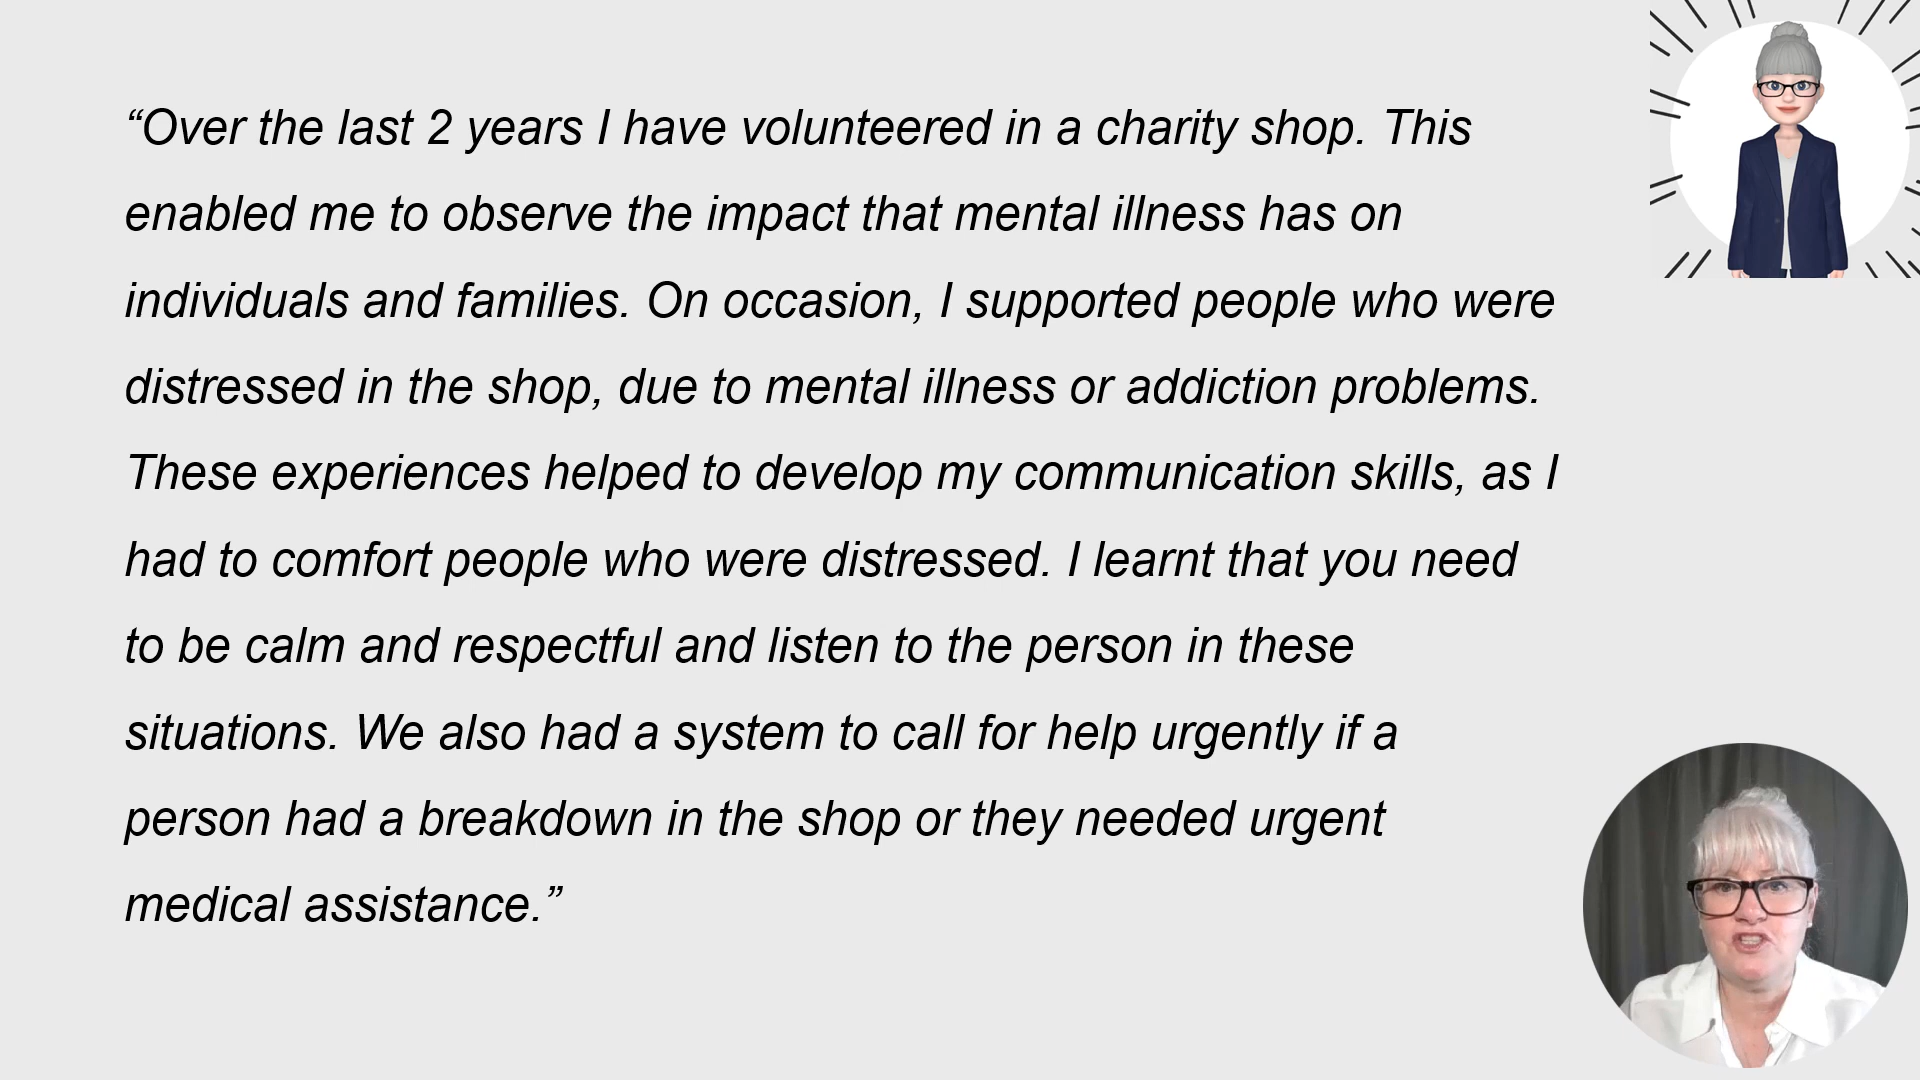 “Over the last 2 years I have volunteered in a charity shop. This
enabled me to observe the impact that mental illness has on
individuals and families. On occasion, I supported people who were
distressed in the shop, due to mental illness or addiction problems.
These experiences helped to develop my communication skills, as I
had to comfort people who were distressed. I learnt that you need
to be calm and respectful and listen to the person in these
situations. We also had a system to call for help urgently if a
person had a breakdown in the shop or they needed urgent
medical assistance.”